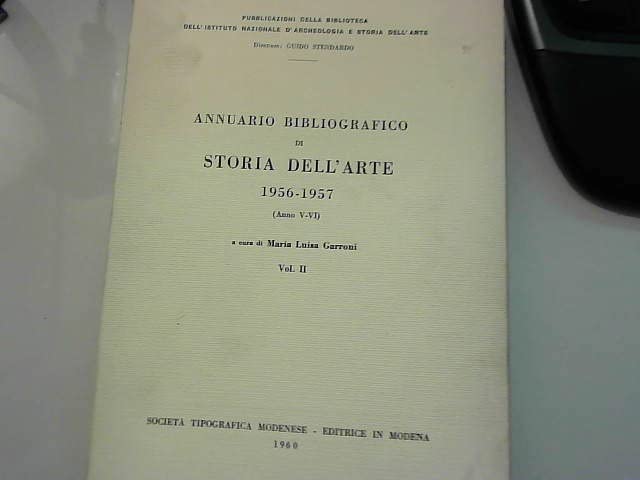 PUBBLICAZIONI DELLA BIBLIOTECA
DELL'ISTITUTO NAZIONALE D'ARCHEOLOGIA E STORIA DELL'ARTE
Direttore: GUIDO STENDARDO
ANNUARIO BIBLIOGRAFICO
DI
STORIA DELL'ARTE
1956-1957
(Anno V-VI)
a cura di Maria Luisa Garroni
Vol. II
SOCIETÀ TIPOGRAFICA MODENESE - EDITRICE IN MODENA
1960